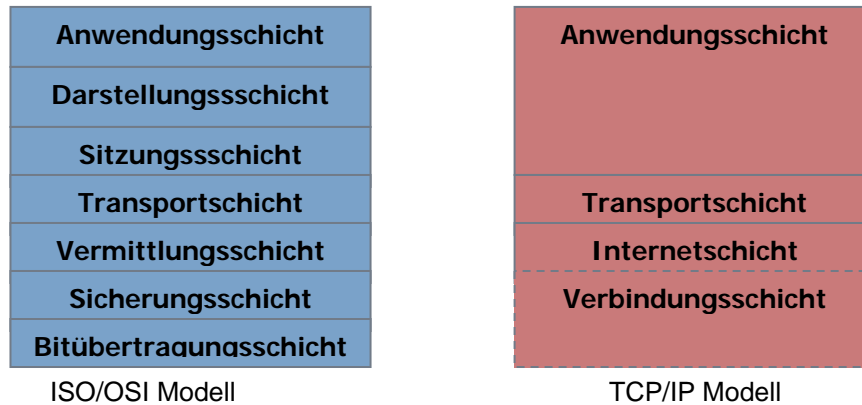 Anwendungsschicht
Darstellungssschicht
Sitzungssschicht
Transportschicht
Vermittlungsschicht
Sicherungsschicht
Bitübertragungsschicht
ISO/OSI Modell
Anwendungsschicht
Transportschicht
Internetschicht
Verbindungsschicht
TCP/IP Modell